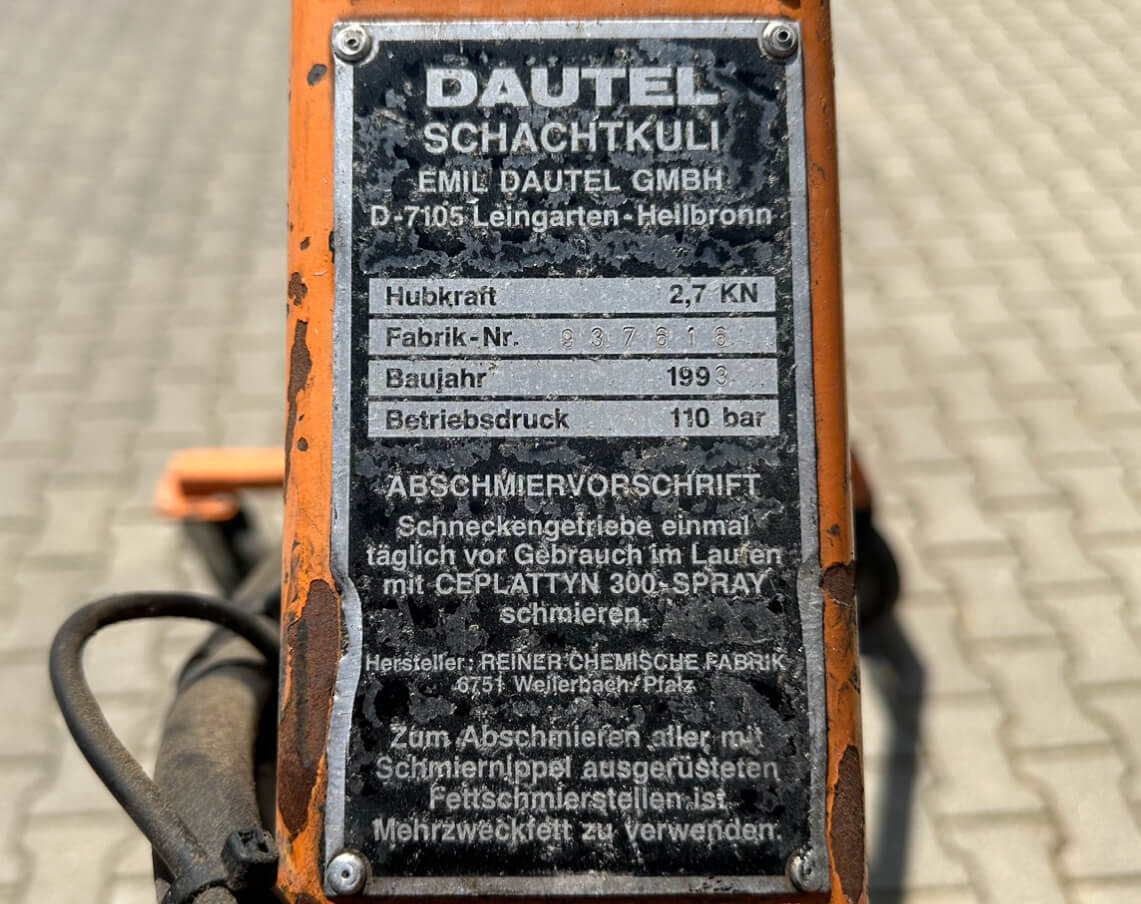 DAUTEL
SCHACHTKULI
EMIL DAUTEL GMBH
D-7105 Leingarten-Heilbronn
Hubkraft 2,7 KN
Fabrik-Nr. 937616
Baujahr 1993
Betriebsdruck 110 bar
ABSCHMIERVORSCHRIFT
Schneckengetriebe einmal
täglich vor Gebrauch im Laufen
mit CEPLATTYN 300-SPRAY
schmieren.
Hersteller: REINER CHEMISCHE FABRIK
6751 Weilerbach/Pfalz
Zum Abschmieren aller mit
Schmiernippel ausgerüsteten
Fettschmierstellen ist
Mehrzweckfett zu verwenden.